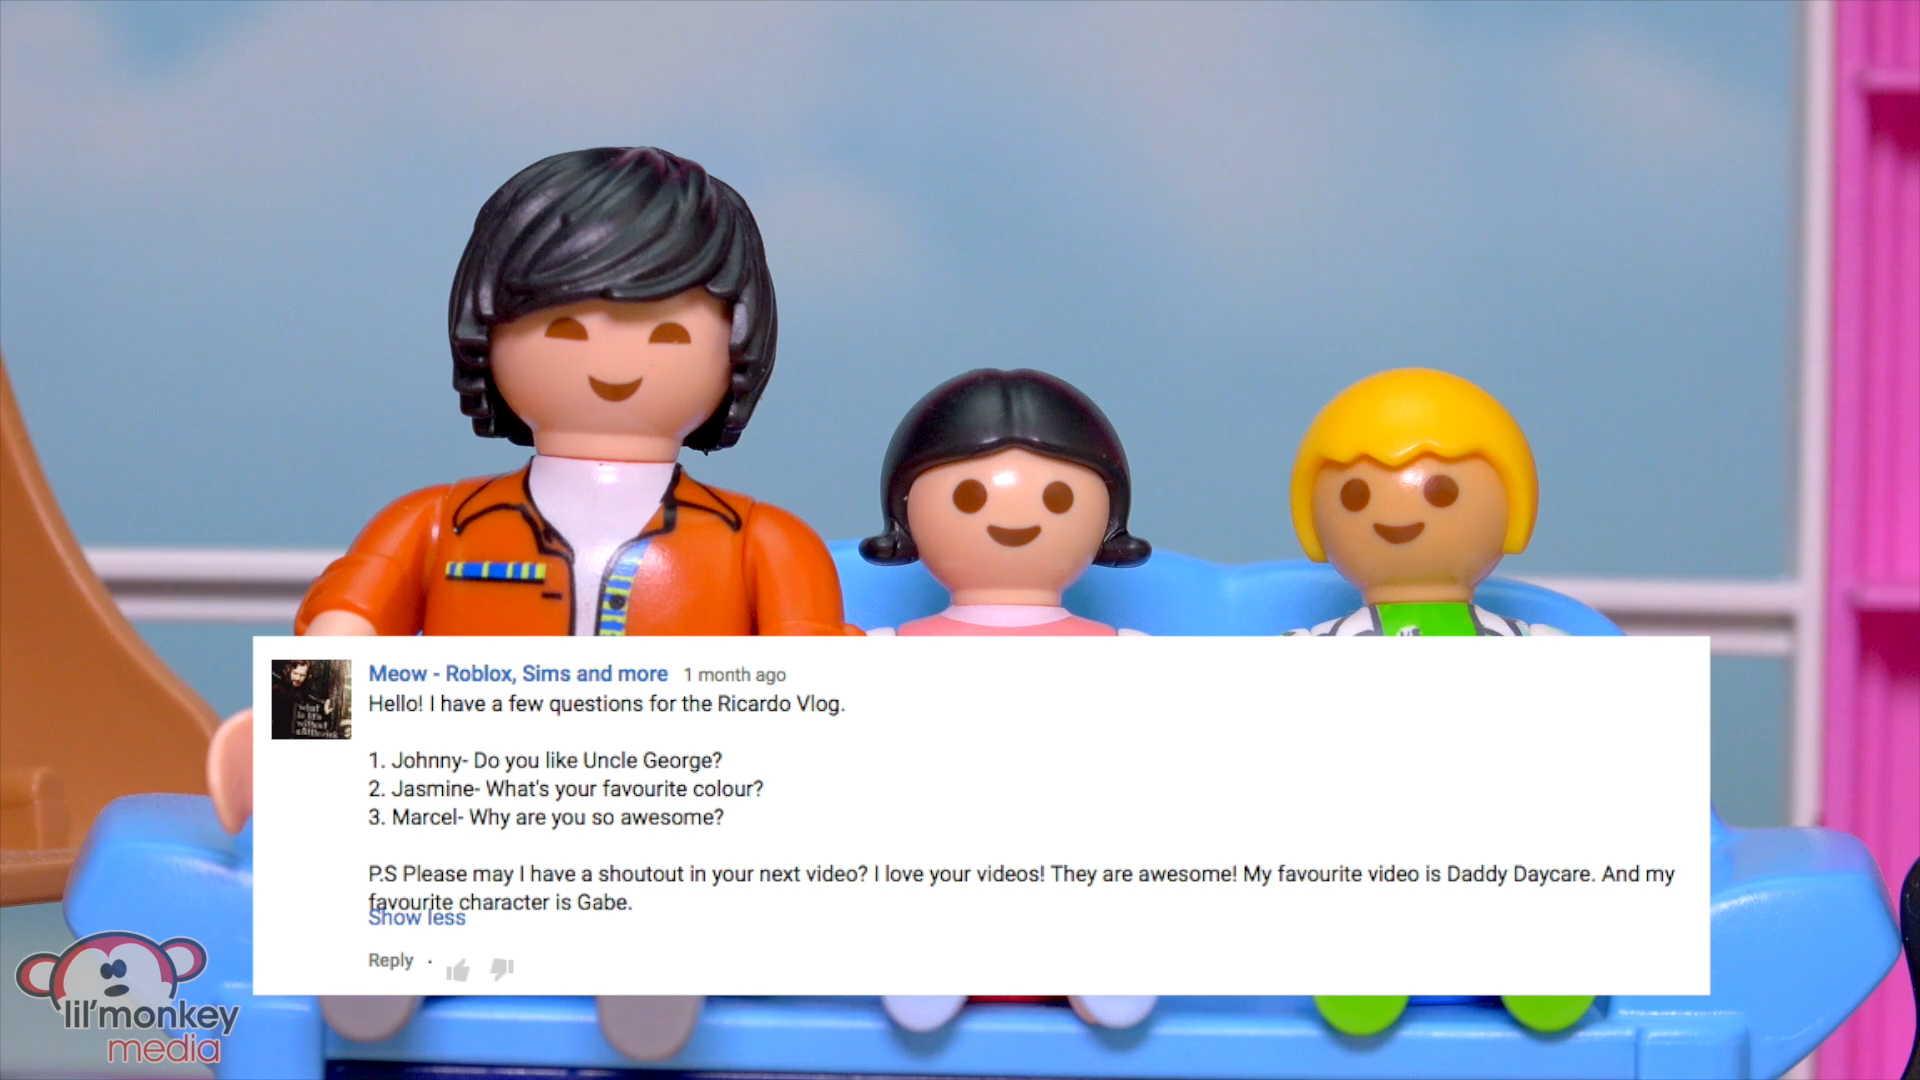 Meow - Roblox, Sims and more 1 month ago
Hello! I have a few questions for the Ricardo Vlog.
1. Johnny- Do you like Uncle George?
2. Jasmine- What's your favourite colour?
3. Marcel- Why are you so awesome?
P.S Please may I have a shoutout in your next video? I love your videos! They are awesome! My favourite video is Daddy Daycare. And my
favourite character is Gabe.
Show less
Reply ·
lil'monkey
media